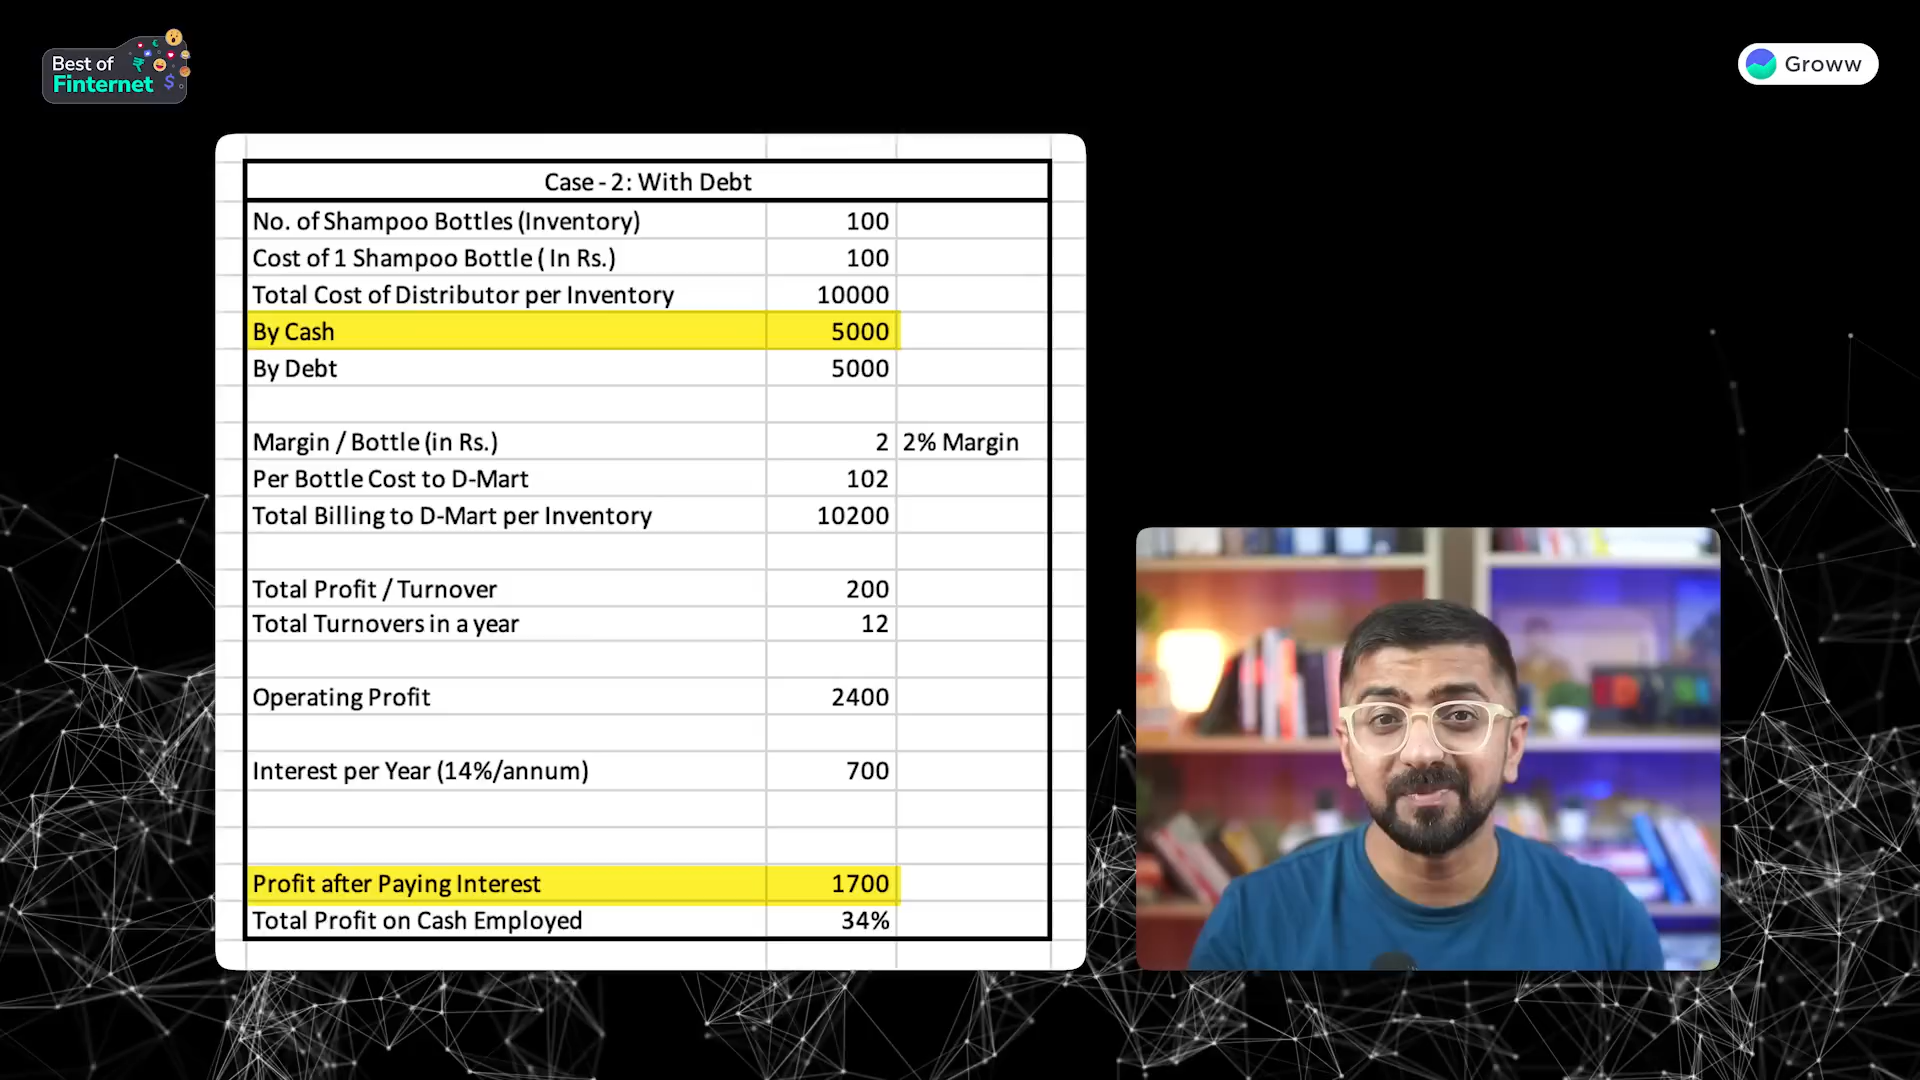 Best of
Finternet
Groww
Case - 2: With Debt
No. of Shampoo Bottles (Inventory) 100
Cost of 1 Shampoo Bottle ( In Rs.) 100
Total Cost of Distributor per Inventory 10000
By Cash 5000
By Debt 5000
Margin / Bottle (in Rs.) 2 2% Margin
Per Bottle Cost to D-Mart 102
Total Billing to D-Mart per Inventory 10200
Total Profit / Turnover 200
Total Turnovers in a year 12
Operating Profit 2400
Interest per Year (14%/annum) 700
Profit after Paying Interest 1700
Total Profit on Cash Employed 34%